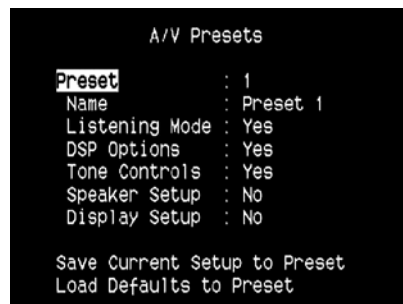 A/V Presets
Preset : 1
Name : Preset 1
Listening Mode : Yes
DSP Options : Yes
Tone Controls : Yes
Speaker Setup : No
Display Setup : No
Save Current Setup to Preset
Load Defaults to Preset